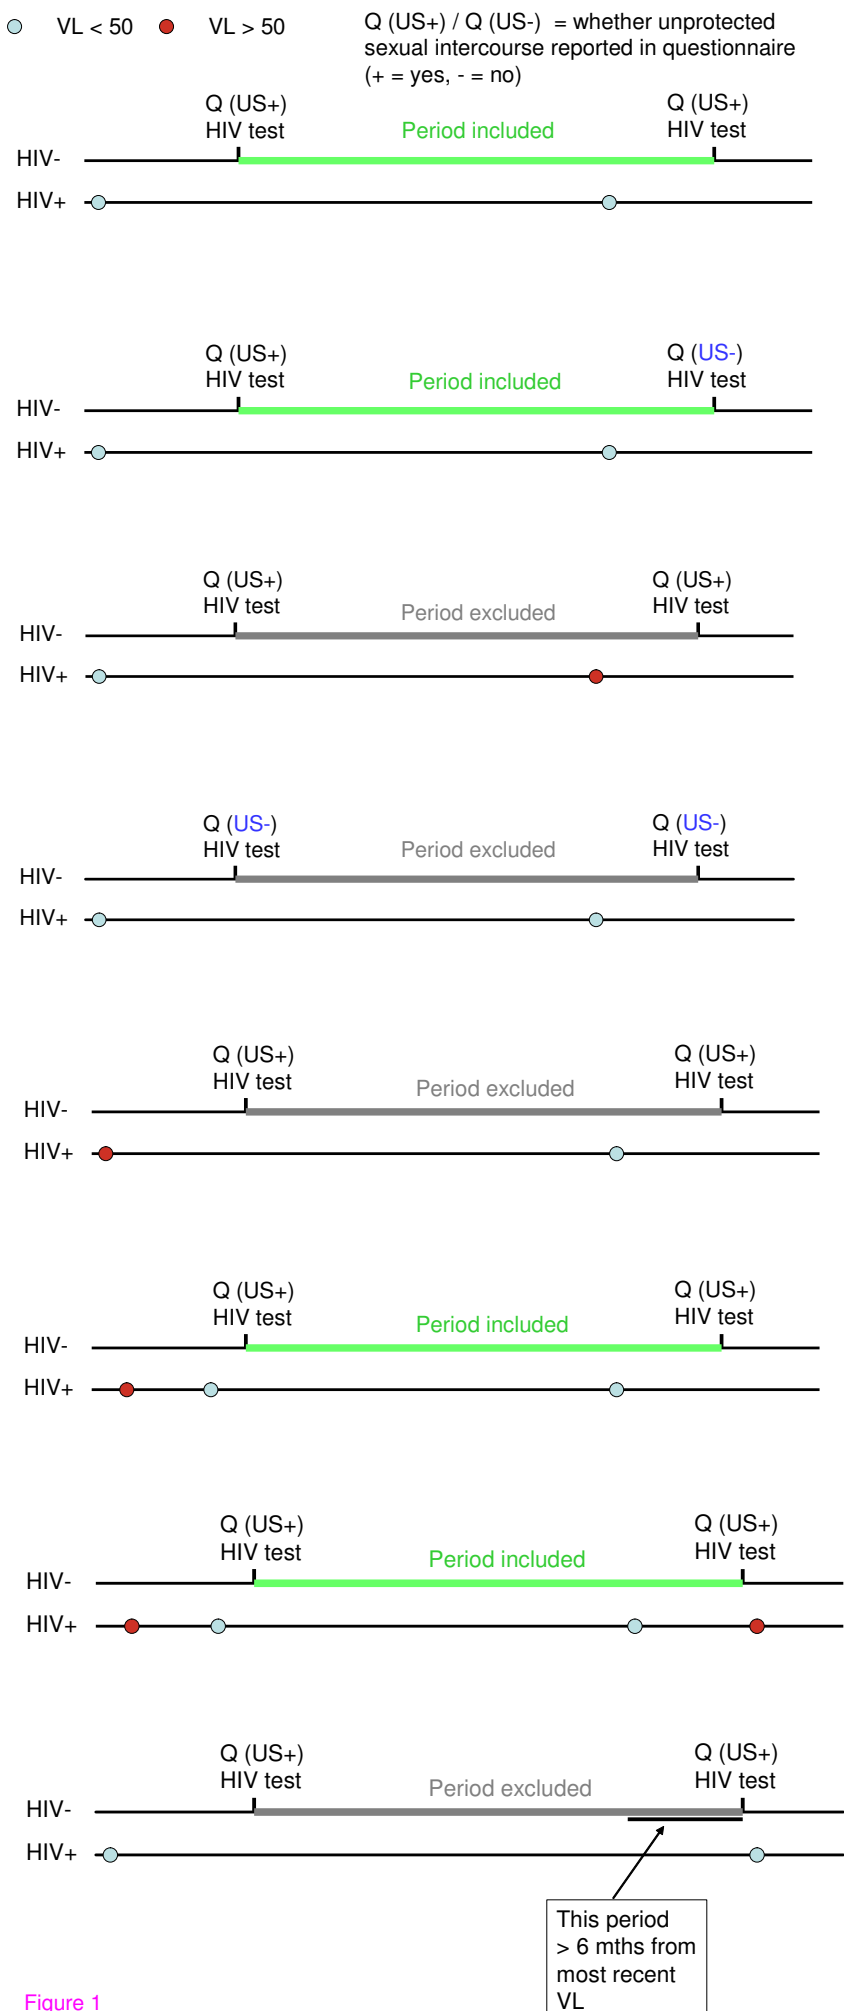 VL < 50 VL > 50
Q (US+) / Q (US-) = whether unprotected
sexual intercourse reported in questionnaire
(+ = yes, - = no)
Q (US+) Q (US+)
HIV test Period included HIV test
HIV-
HIV+
Q (US+) Q (US-)
HIV test Period included HIV test
HIV-
HIV+
Q (US+) Q (US+)
HIV test Period excluded HIV test
HIV-
HIV+
Q (US-) Q (US-)
HIV test Period excluded HIV test
HIV-
HIV+
Q (US+) Q (US+)
HIV test Period excluded HIV test
HIV-
HIV+
Q (US+) Q (US+)
HIV test Period included HIV test
HIV-
HIV+
Q (US+) Q (US+)
HIV test Period included HIV test
HIV-
HIV+
Q (US+) Q (US+)
HIV test Period excluded HIV test
HIV-
HIV+
This period
> 6 mths from
most recent
VL
Figure 1